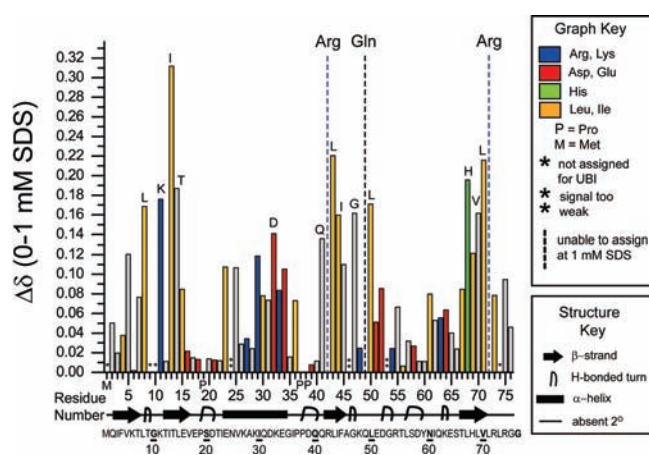 Arg Gln Arg
Δδ (0-1 mM SDS)
0.32
0.30
0.28
0.26
0.24
0.22
0.20
0.18
0.16
0.14
0.12
0.10
0.08
0.06
0.04
0.02
0.00
I
L K T
D
Q L I G L
H V L
M P PP
* * * * * * *
Residue
Number
5 10 15 20 25 30 35 40 45 50 55 60 65 70 75
MQIFVKTLTGKTITLEVEPSDTIENVKAKIQDKEGIPPDQQRLIFAGKQLEDGRTLSDYNIQKESTLHLVLRLRGG
10 20 30 40 50 60 70
Graph Key
Arg, Lys
Asp, Glu
His
Leu, Ile
P = Pro
M = Met
* not assigned
for UBI
* signal too
* weak
unable to assign
at 1 mM SDS
Structure
Key
β-strand
H-bonded turn
α-helix
absent 2°